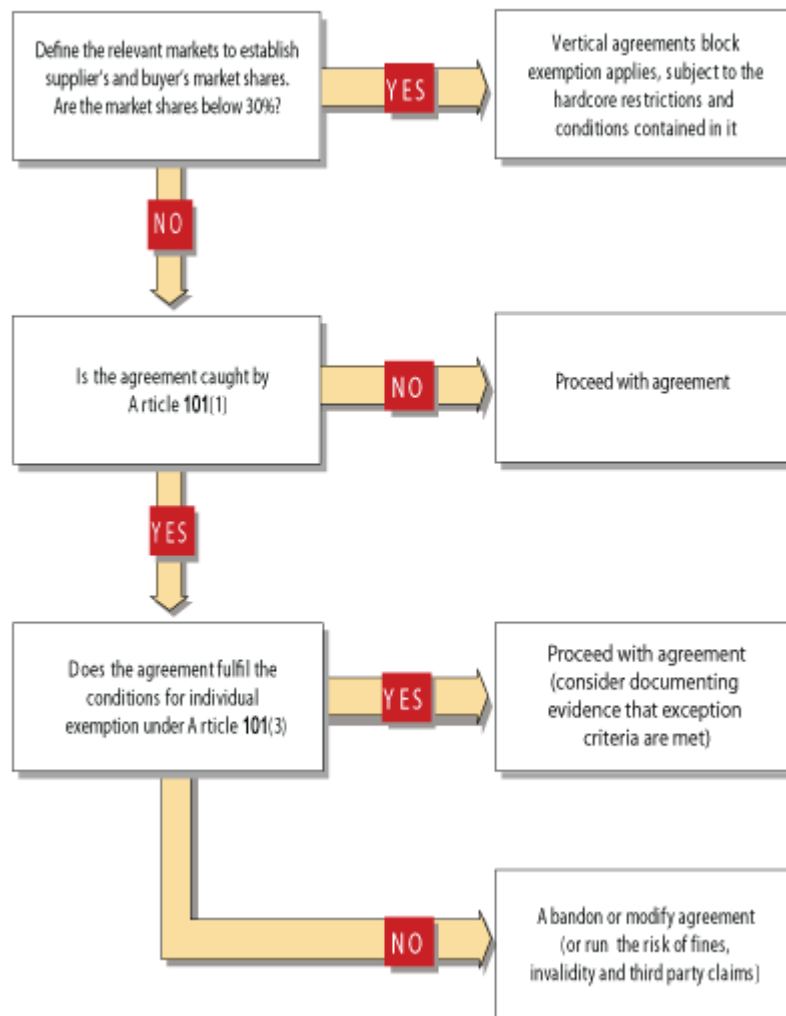 Define the relevant markets to establish
supplier's and buyer's market shares.
Are the market shares below 30%?
YES
Vertical agreements block
exemption applies, subject to the
hardcore restrictions and
conditions contained in it
NO
Is the agreement caught by
A rticle 101(1)
NO
Proceed with agreement
YES
Does the agreement fulfil the
conditions for individual
exemption under A rticle 101(3)
YES
Proceed with agreement
(consider documenting
evidence that exception
criteria are met)
NO
A bandon or modify agreement
(or run the risk of fines,
invalidity and third party claims)